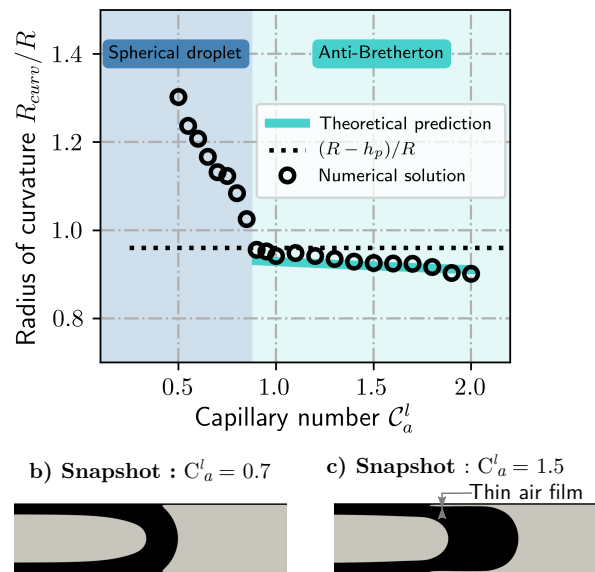 Radius of curvature R_curv/R
1.4
1.2
1.0
0.8
Spherical droplet
Anti-Bretherton
Theoretical prediction
(R − h_p)/R
Numerical solution
0.5
1.0
1.5
2.0
Capillary number 𝒞_a^l
b) Snapshot : C_a^l = 0.7
c) Snapshot : C_a^l = 1.5
Thin air film